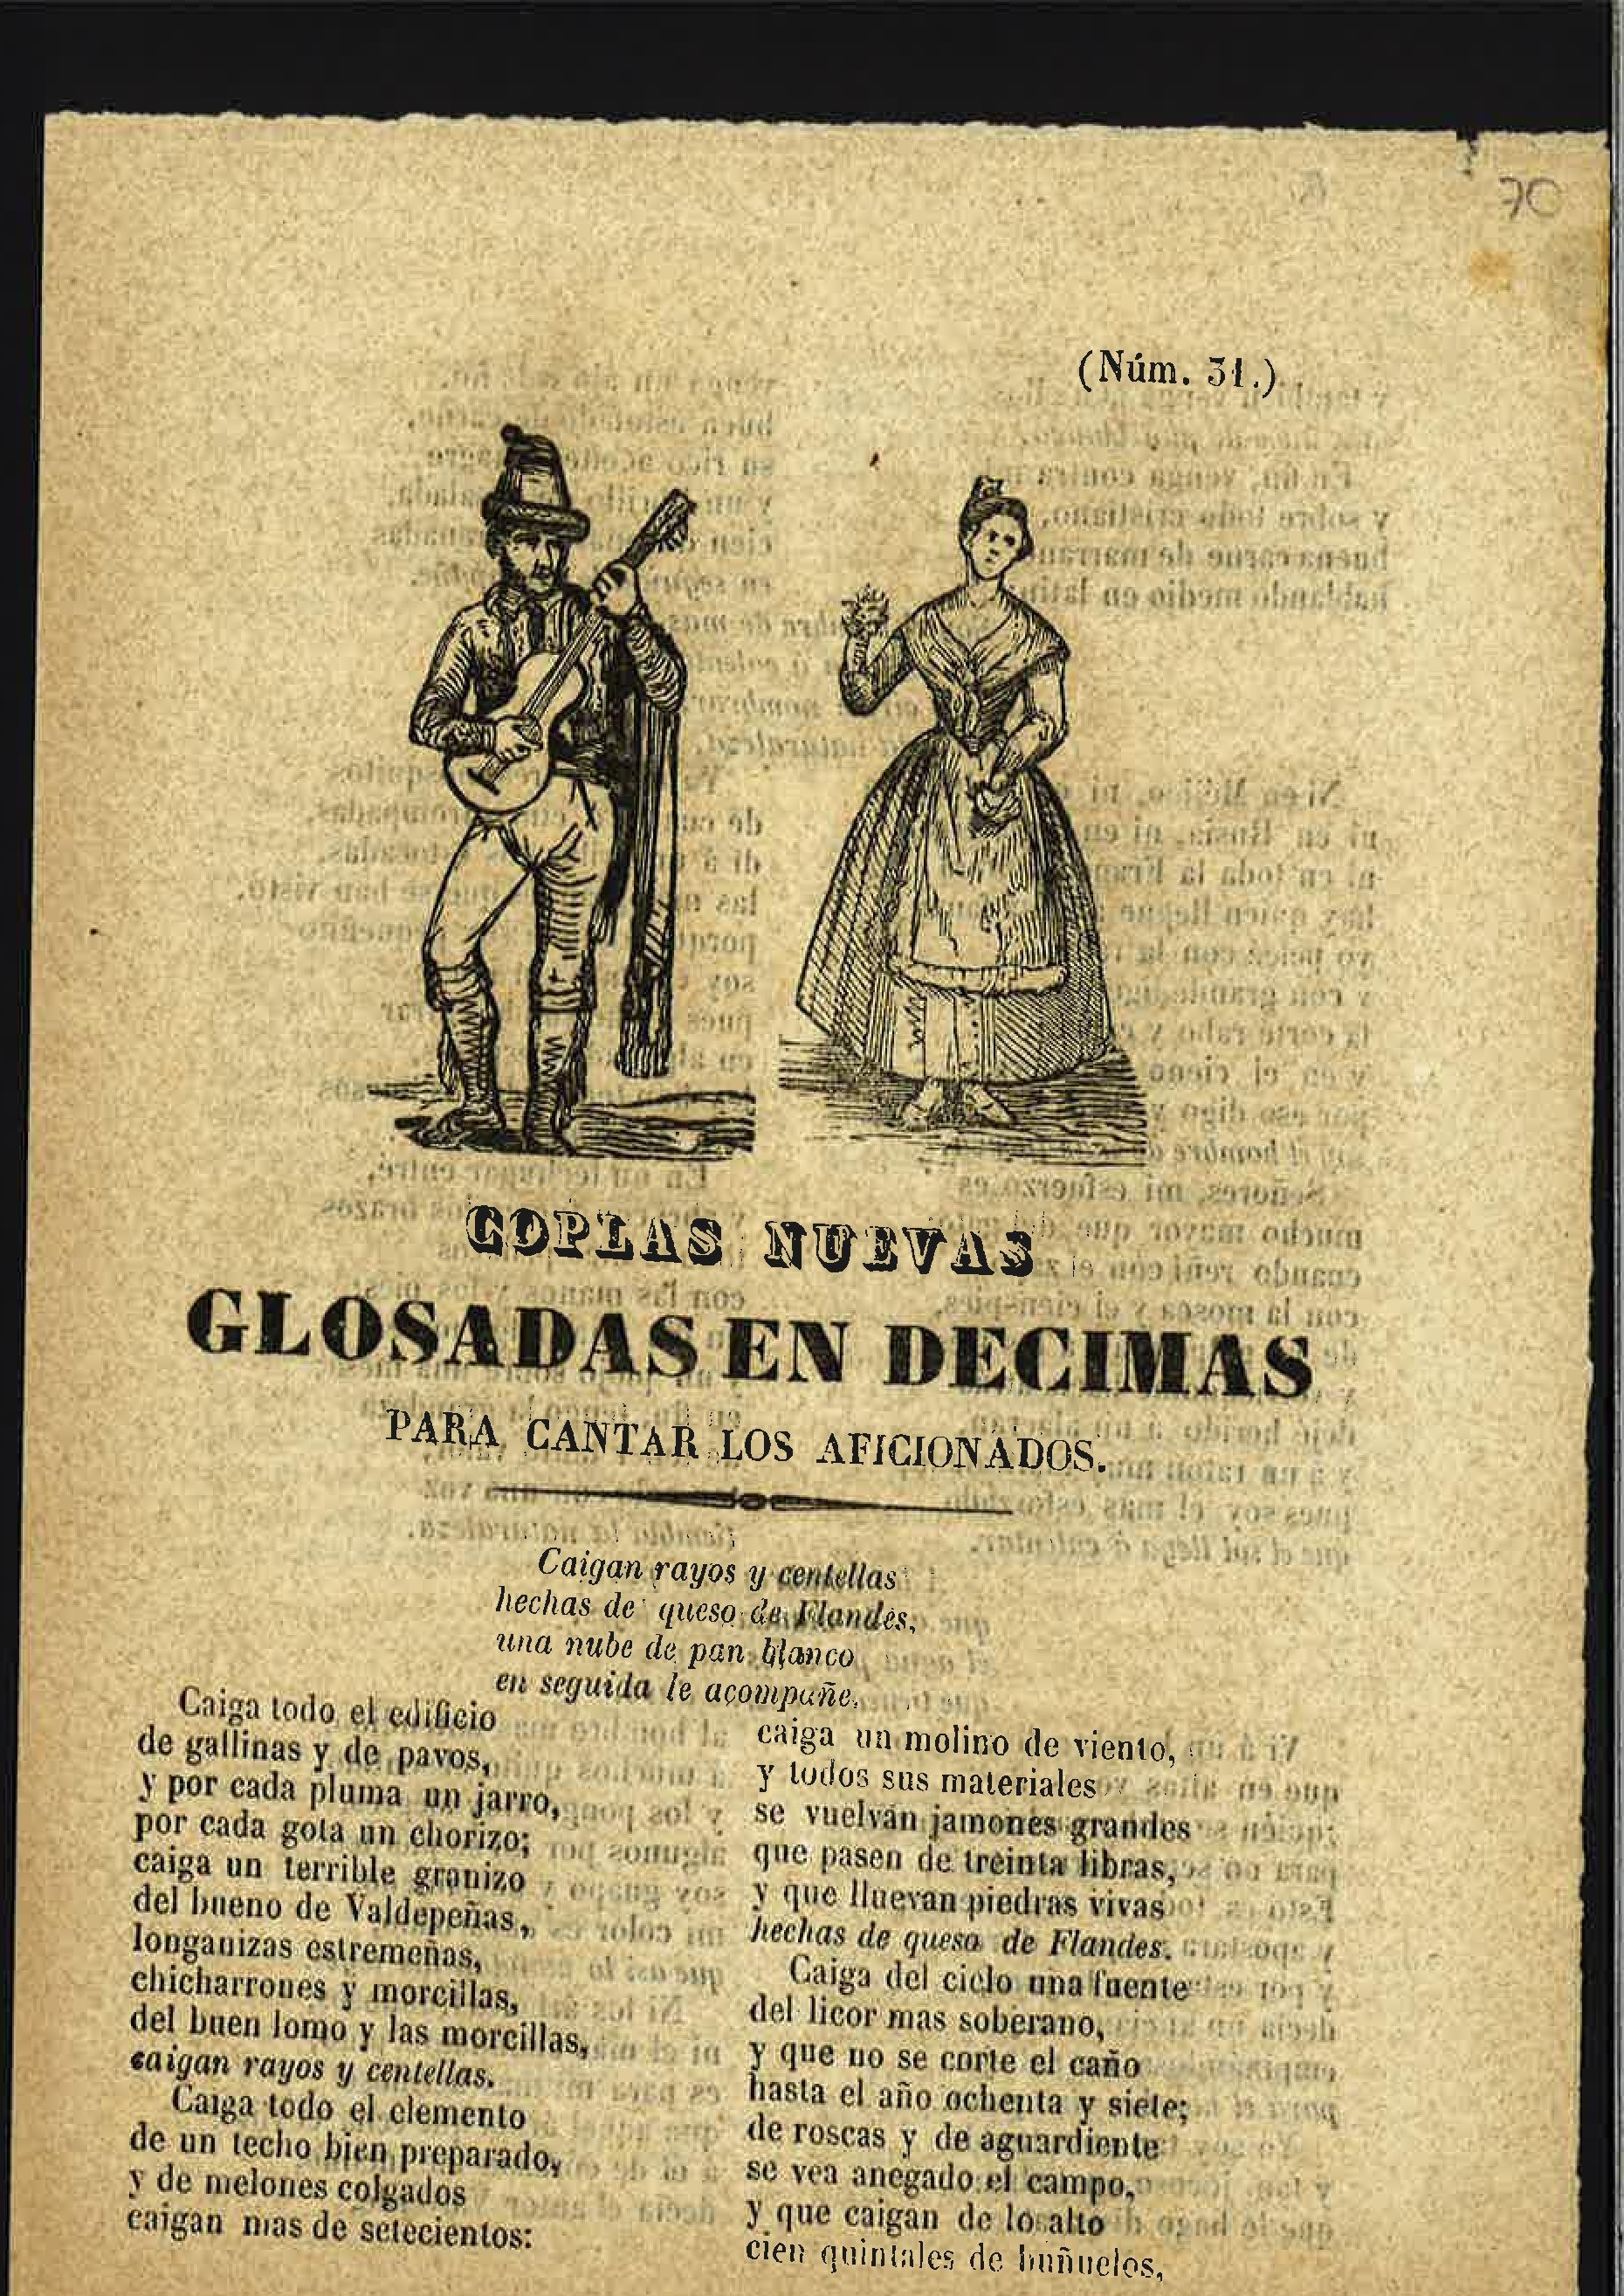 70
(Núm. 31.)
COPLAS NUEVAS
GLOSADAS EN DECIMAS
PARA CANTAR LOS AFICIONADOS.
Caigan rayos y centellas
hechas de queso de Flandes,
una nube de pan blanco
en seguida le acompañe.
Caiga todo el edificio
de gallinas y de pavos,
y por cada pluma un jarro,
por cada gota un chorizo;
caiga un terrible granizo
del bueno de Valdepeñas,
longanizas estremeñas,
chicharrones y morcillas,
del buen lomo y las morcillas,
caigan rayos y centellas.
Caiga todo el elemento
de un techo bien preparado,
y de melones colgados
caigan mas de setecientos:
caiga un molino de viento,
y todos sus materiales
se vuelvan jamones grandes
que pasen de treinta libras,
y que lluevan piedras vivas
hechas de queso de Flandes.
Caiga del cielo una fuente
del licor mas soberano,
y que no se corte el caño
hasta el año ochenta y siete;
de roscas y de aguardiente
se vea anegado el campo,
y que caigan de lo alto
cien quintales de buñuelos,